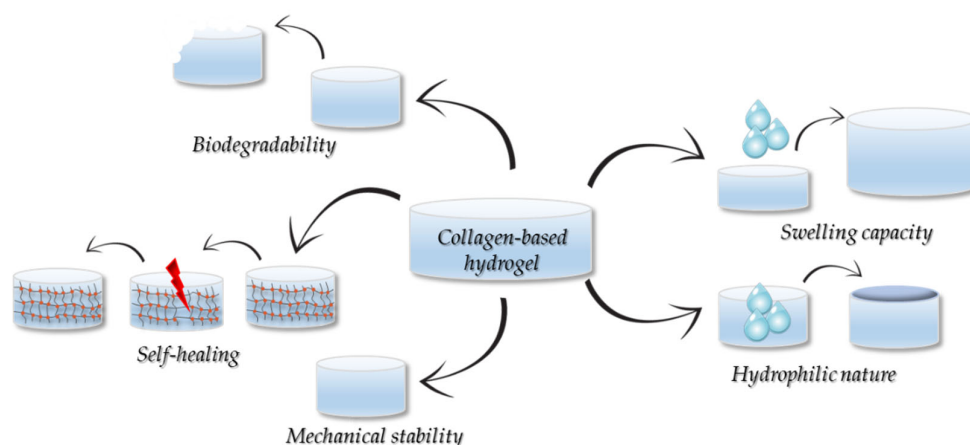 Biodegradability
Collagen-based
hydrogel
Swelling capacity
Self-healing
Hydrophilic nature
Mechanical stability